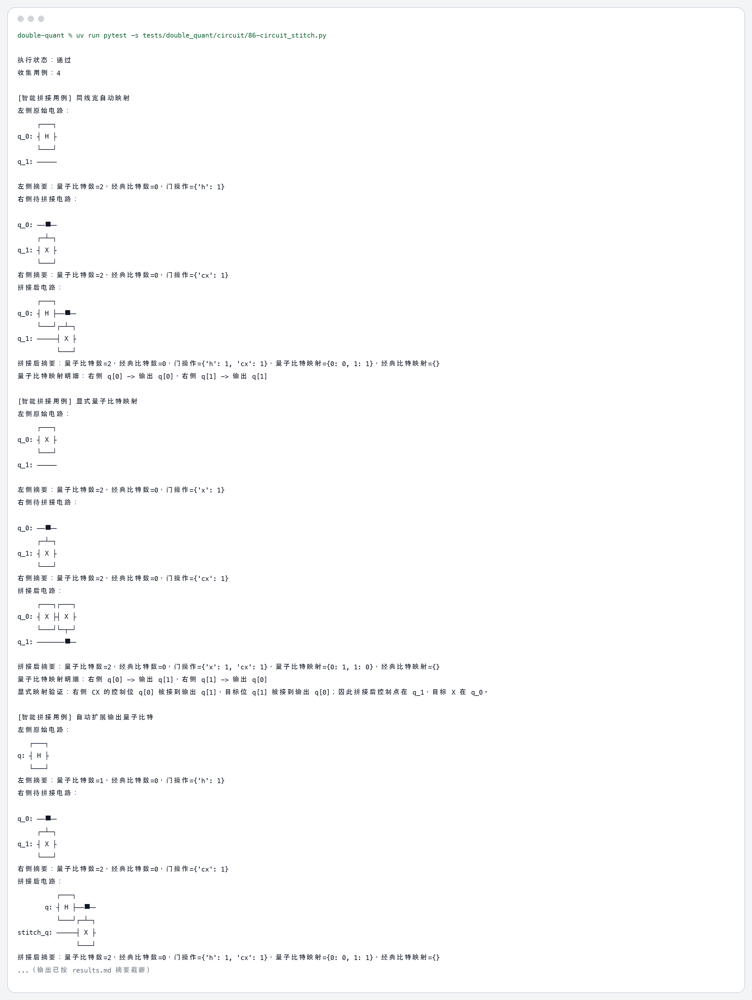 double-quant % uv run pytest -s tests/double_quant/circuit/86-circuit_stitch.py
执行状态：通过
收集用例：4
[智能拼接用例] 同线宽自动映射
左侧原始电路：
     ┌───┐
q_0: ┤ H ├
     └───┘
q_1: ─────
左侧摘要：量子比特数=2，经典比特数=0，门操作={'h': 1}
右侧待拼接电路：
q_0: ──■──
     ┌─┴─┐
q_1: ┤ X ├
     └───┘
右侧摘要：量子比特数=2，经典比特数=0，门操作={'cx': 1}
拼接后电路：
     ┌───┐
q_0: ┤ H ├──■──
     └───┘┌─┴─┐
q_1: ─────┤ X ├
          └───┘
拼接后摘要：量子比特数=2，经典比特数=0，门操作={'h': 1, 'cx': 1}，量子比特映射={0: 0, 1: 1}，经典比特映射={}
量子比特映射明细：右侧 q[0] -> 输出 q[0]，右侧 q[1] -> 输出 q[1]
[智能拼接用例] 显式量子比特映射
左侧原始电路：
     ┌───┐
q_0: ┤ X ├
     └───┘
q_1: ─────
左侧摘要：量子比特数=2，经典比特数=0，门操作={'x': 1}
右侧待拼接电路：
q_0: ──■──
     ┌─┴─┐
q_1: ┤ X ├
     └───┘
右侧摘要：量子比特数=2，经典比特数=0，门操作={'cx': 1}
拼接后电路：
     ┌───┐┌───┐
q_0: ┤ X ├┤ X ├
     └───┘└─┬─┘
q_1: ───────■──
拼接后摘要：量子比特数=2，经典比特数=0，门操作={'x': 1, 'cx': 1}，量子比特映射={0: 1, 1: 0}，经典比特映射={}
量子比特映射明细：右侧 q[0] -> 输出 q[1]，右侧 q[1] -> 输出 q[0]
显式映射验证：右侧 CX 的控制位 q[0] 被接到输出 q[1]，目标位 q[1] 被接到输出 q[0]；因此拼接后控制点在 q_1，目标 X 在 q_0。
[智能拼接用例] 自动扩展输出量子比特
左侧原始电路：
   ┌───┐
q: ┤ H ├
   └───┘
左侧摘要：量子比特数=1，经典比特数=0，门操作={'h': 1}
右侧待拼接电路：
q_0: ──■──
     ┌─┴─┐
q_1: ┤ X ├
     └───┘
右侧摘要：量子比特数=2，经典比特数=0，门操作={'cx': 1}
拼接后电路：
          ┌───┐
       q: ┤ H ├──■──
          └───┘┌─┴─┐
stitch_q: ─────┤ X ├
               └───┘
拼接后摘要：量子比特数=2，经典比特数=0，门操作={'h': 1, 'cx': 1}，量子比特映射={0: 0, 1: 1}，经典比特映射={}
... (输出已按 results.md 摘要截断)